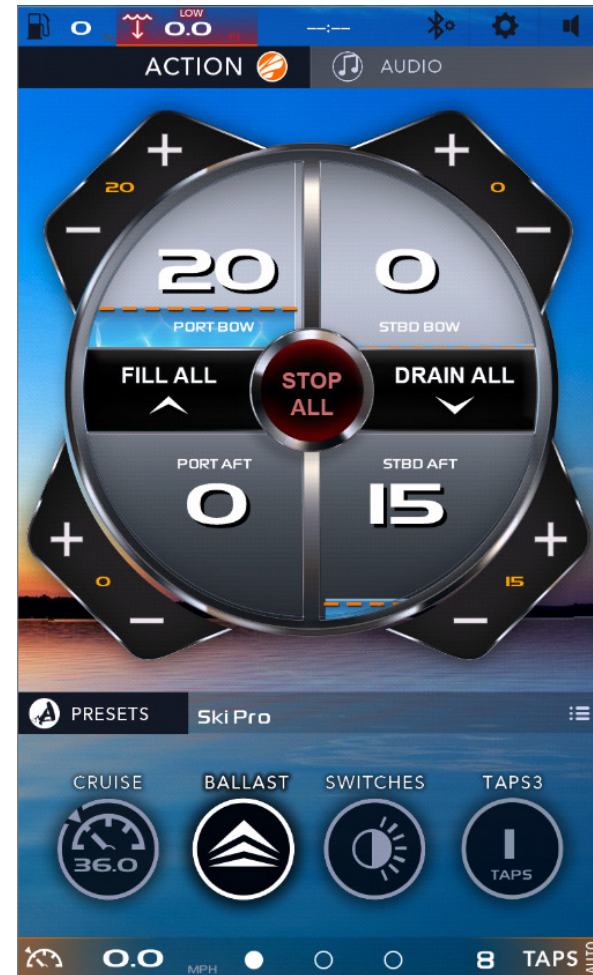 0 LOW 0.0 --:--
ACTION AUDIO
20 0
20 0
PORT BOW STBD BOW
FILL ALL STOP ALL DRAIN ALL
PORT AFT STBD AFT
0 15
0 15
PRESETS Ski Pro
CRUISE BALLAST SWITCHES TAPS3
36.0 TAPS
0.0 MPH 8 TAPS AUTO